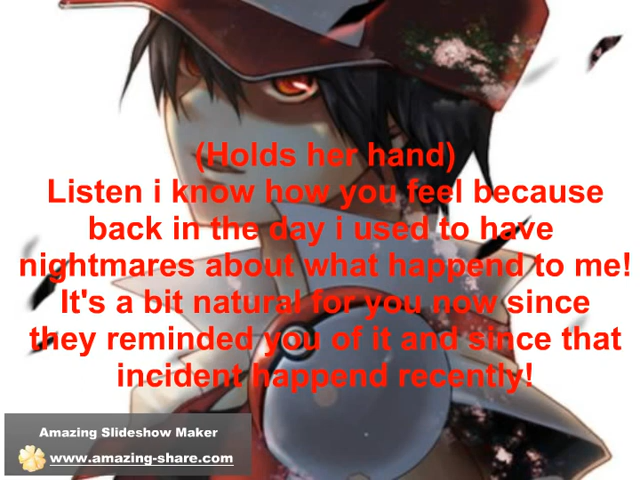 (Holds her hand)
Listen i know how you feel because
back in the day i used to have
nightmares about what happend to me!
It's a bit natural for you now since
they reminded you of it and since that
incident happend recently!
Amazing Slideshow Maker
www.amazing-share.com